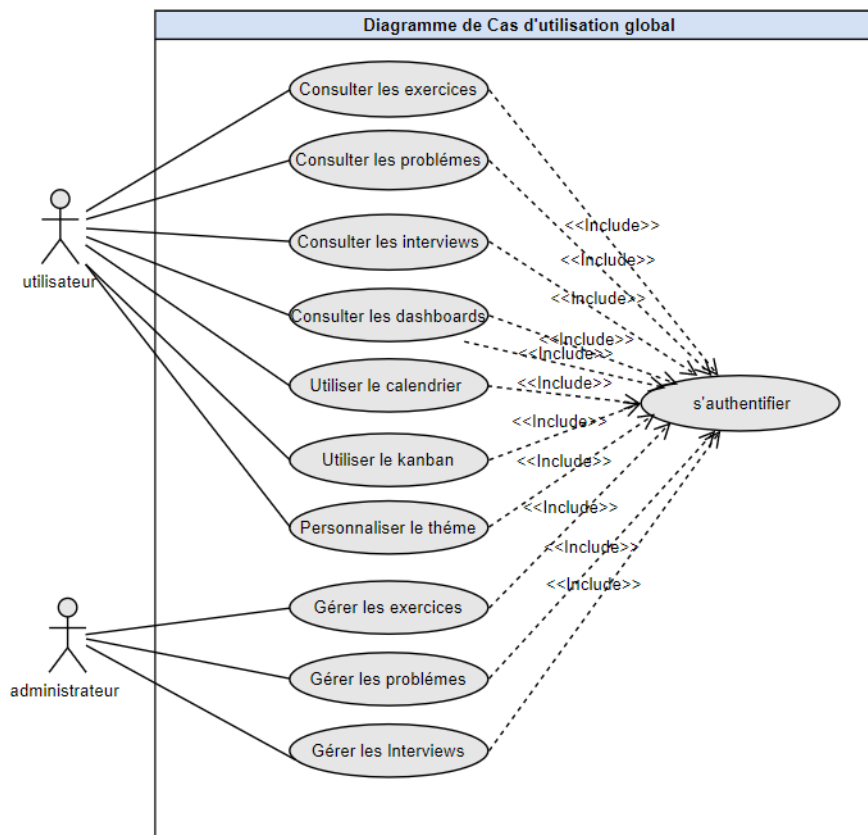 Diagramme de Cas d'utilisation global
Consulter les exercices
Consulter les problémes
<<Include>>
Consulter les interviews
<<Include>>
utilisateur
<<Include>>
Consulter les dashboards
<<Include>>
<<Include>>
Utiliser le calendrier
<<Include>>
s'authentifier
<<Include>>
Utiliser le kanban
<<Include>>
Personnaliser le théme
<<Include>>
<<Include>>
<<Include>>
Gérer les exercices
administrateur
Gérer les problémes
Gérer les Interviews